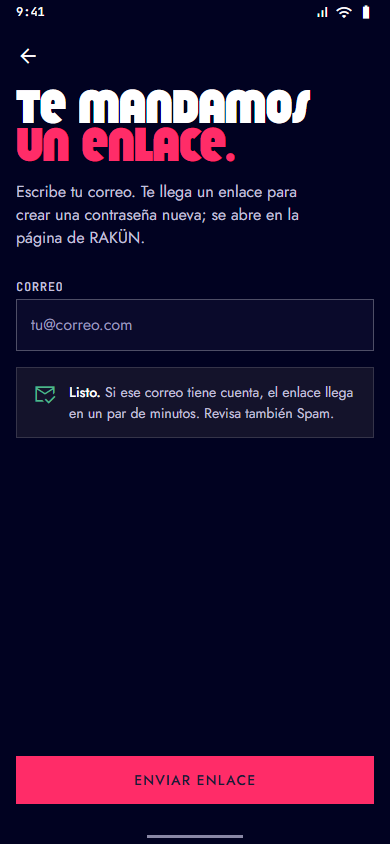 9:41
Te mandamos
un enlace.
Escribe tu correo. Te llega un enlace para
crear una contraseña nueva; se abre en la
página de RAKÜN.
CORREO
tu@correo.com
Listo. Si ese correo tiene cuenta, el enlace llega
en un par de minutos. Revisa también Spam.
ENVIAR ENLACE